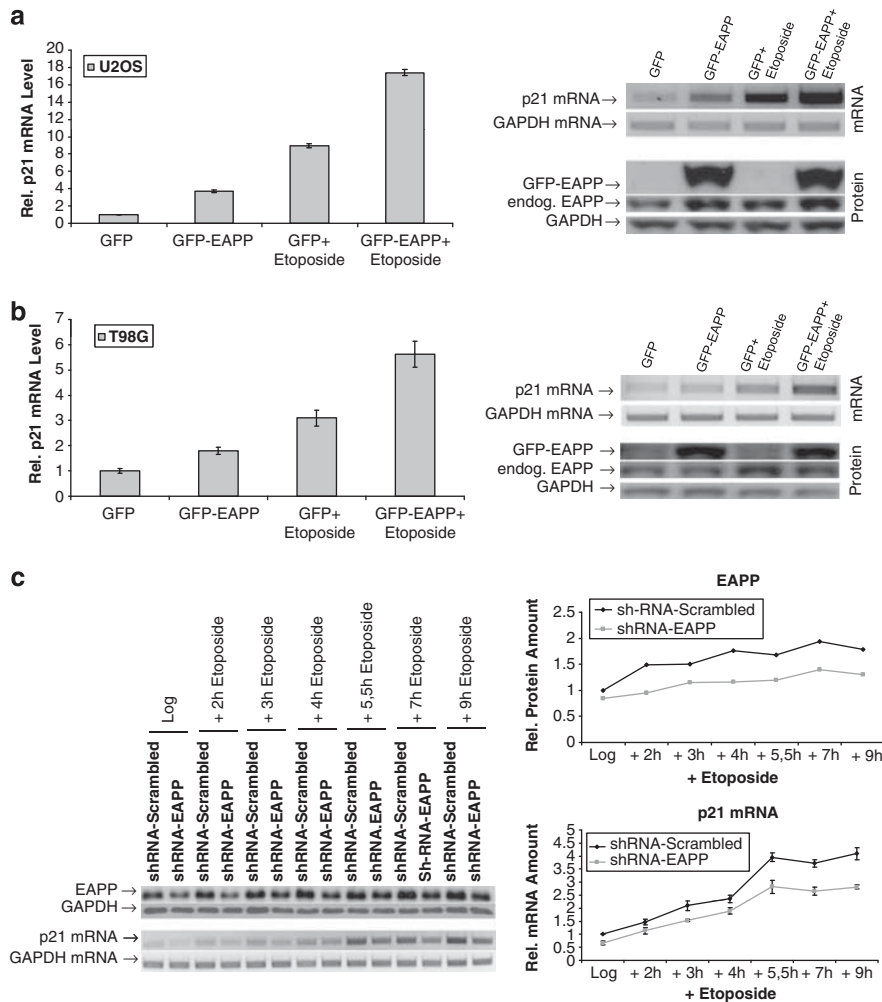 a
U2OS
Rel. p21 mRNA Level
20
18
16
14
12
10
8
6
4
2
0
GFP
GFP-EAPP
GFP+
Etoposide
GFP-EAPP+
Etoposide
GFP
GFP-EAPP
GFP+
Etoposide
GFP-EAPP+
Etoposide
p21 mRNA→
GAPDH mRNA→
mRNA
GFP-EAPP→
endog. EAPP→
GAPDH→
Protein
b
T98G
Rel. p21 mRNA Level
7
6
5
4
3
2
1
0
GFP
GFP-EAPP
GFP+
Etoposide
GFP-EAPP+
Etoposide
GFP
GFP-EAPP
GFP+
Etoposide
GFP-EAPP+
Etoposide
p21 mRNA →
GAPDH mRNA→
mRNA
GFP-EAPP →
endog. EAPP →
GAPDH →
Protein
c
Log
+ 2h Etoposide
+ 3h Etoposide
+ 4h Etoposide
+ 5,5h Etoposide
+ 7h Etoposide
+ 9h Etoposide
shRNA-Scrambled
shRNA-EAPP
shRNA-Scrambled
shRNA-EAPP
shRNA-Scrambled
shRNA-EAPP
shRNA-Scrambled
shRNA-EAPP
shRNA-Scrambled
shRNA.EAPP
shRNA-Scrambled
Sh-RNA-EAPP
shRNA-Scrambled
shRNA-EAPP
EAPP→
GAPDH→
p21 mRNA →
GAPDH mRNA→
EAPP
sh-RNA-Scrambled
shRNA-EAPP
Rel. Protein Amount
2.5
2
1.5
1
0.5
0
Log + 2h + 3h + 4h + 5,5h + 7h + 9h
+ Etoposide
p21 mRNA
shRNA-Scrambled
shRNA-EAPP
Rel. mRNA Amount
4.5
5
4
3.5
3
2.5
2
1.5
1
0.5
0
Log + 2h + 3h + 4h + 5,5h + 7h + 9h
+ Etoposide